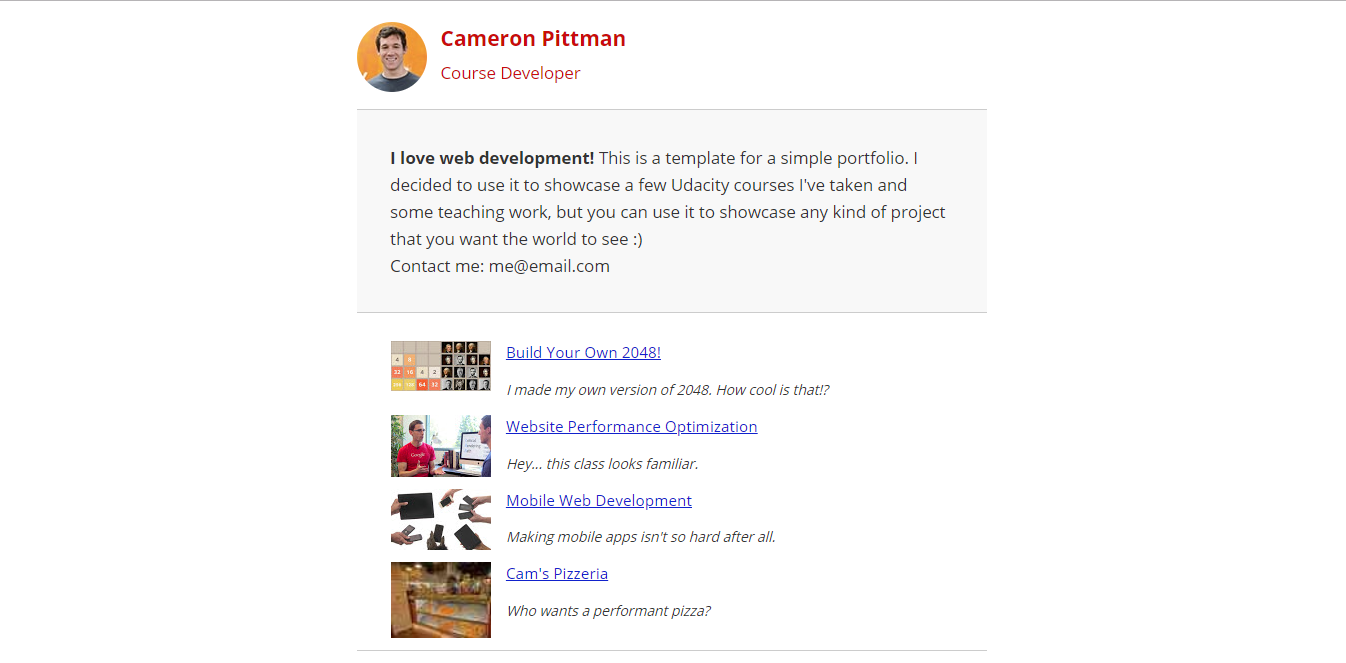 Cameron Pittman
Course Developer
I love web development! This is a template for a simple portfolio. I
decided to use it to showcase a few Udacity courses I've taken and
some teaching work, but you can use it to showcase any kind of project
that you want the world to see :)
Contact me: me@email.com
Build Your Own 2048!
I made my own version of 2048. How cool is that!?
Website Performance Optimization
Google
Hey... this class looks familiar.
Mobile Web Development
Making mobile apps isn't so hard after all.
Cam's Pizzeria
Who wants a performant pizza?